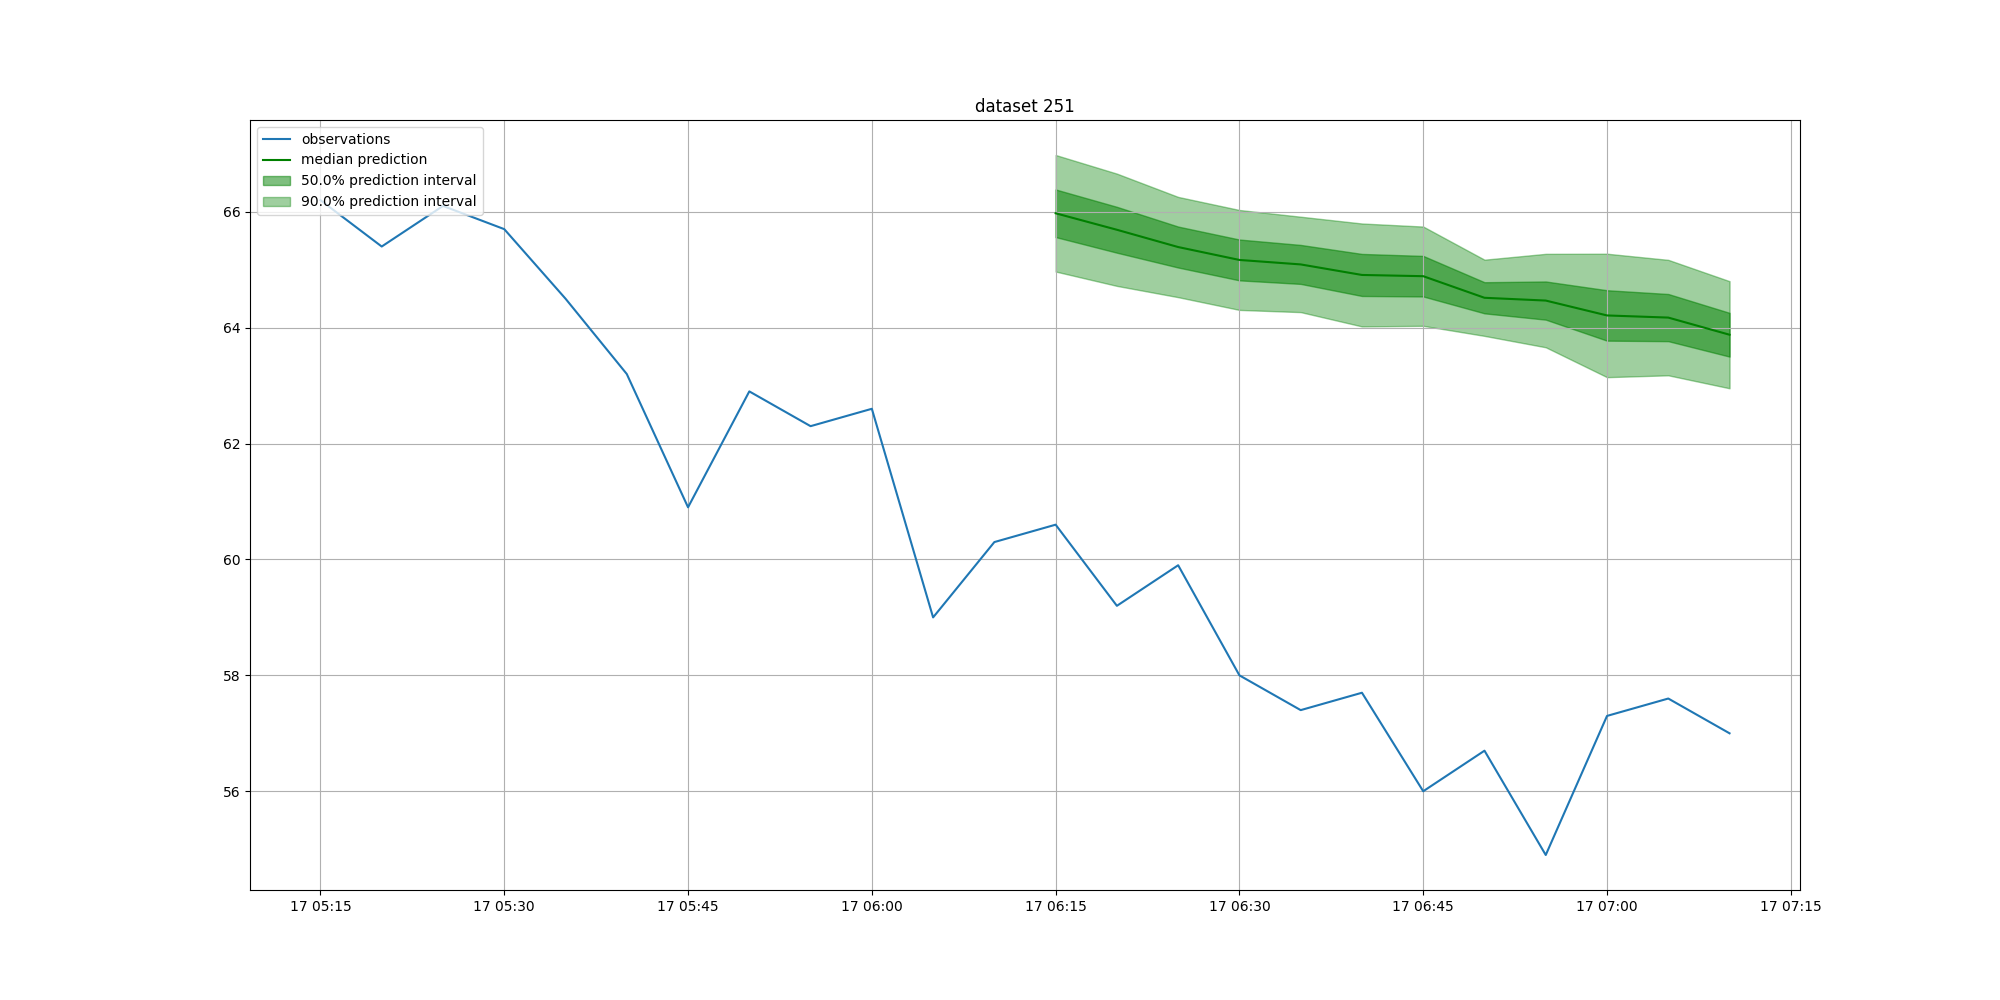 dataset 251
observations
median prediction
50.0% prediction interval
90.0% prediction interval
66
64
62
60
58
56
17 05:15 17 05:30 17 05:45 17 06:00 17 06:15 17 06:30 17 06:45 17 07:00 17 07:15